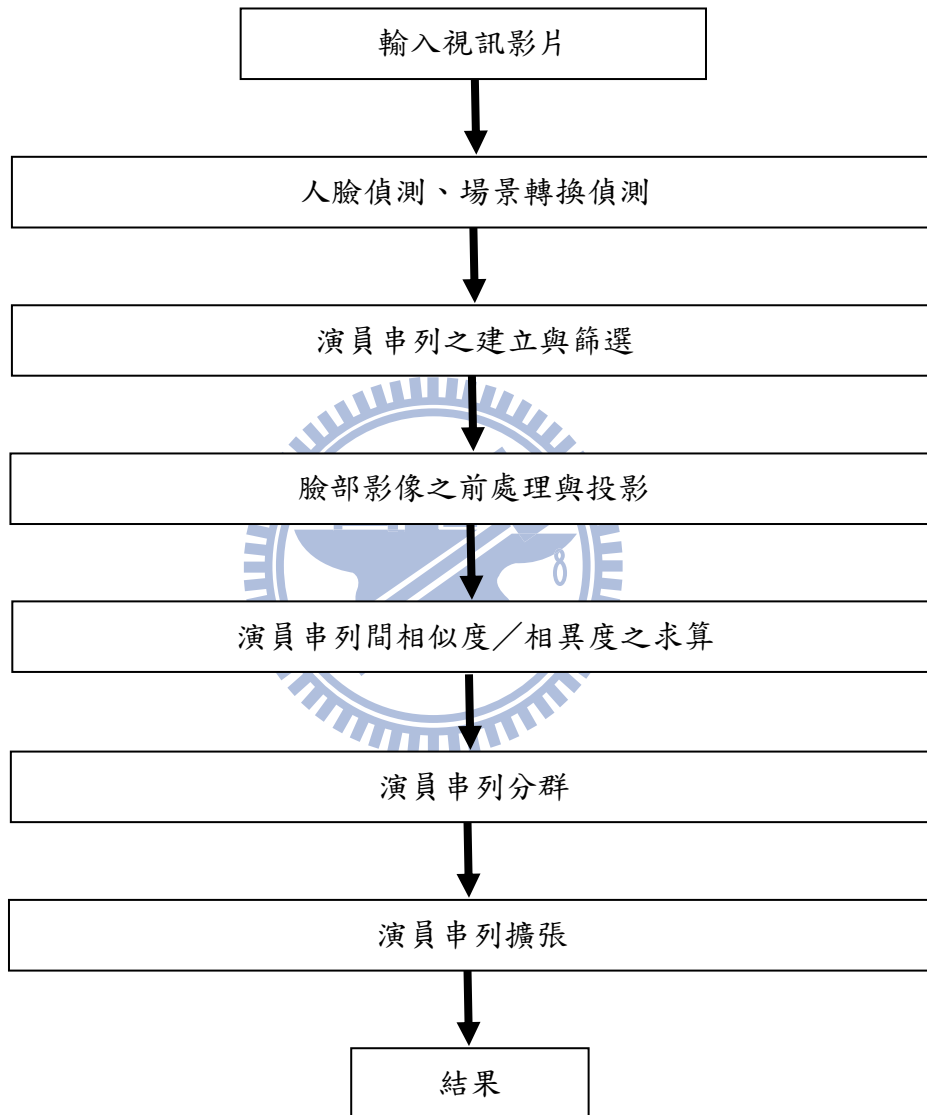 輸入視訊影片
人臉偵測、場景轉換偵測
演員串列之建立與篩選
臉部影像之前處理與投影
演員串列間相似度／相異度之求算
演員串列分群
演員串列擴張
結果